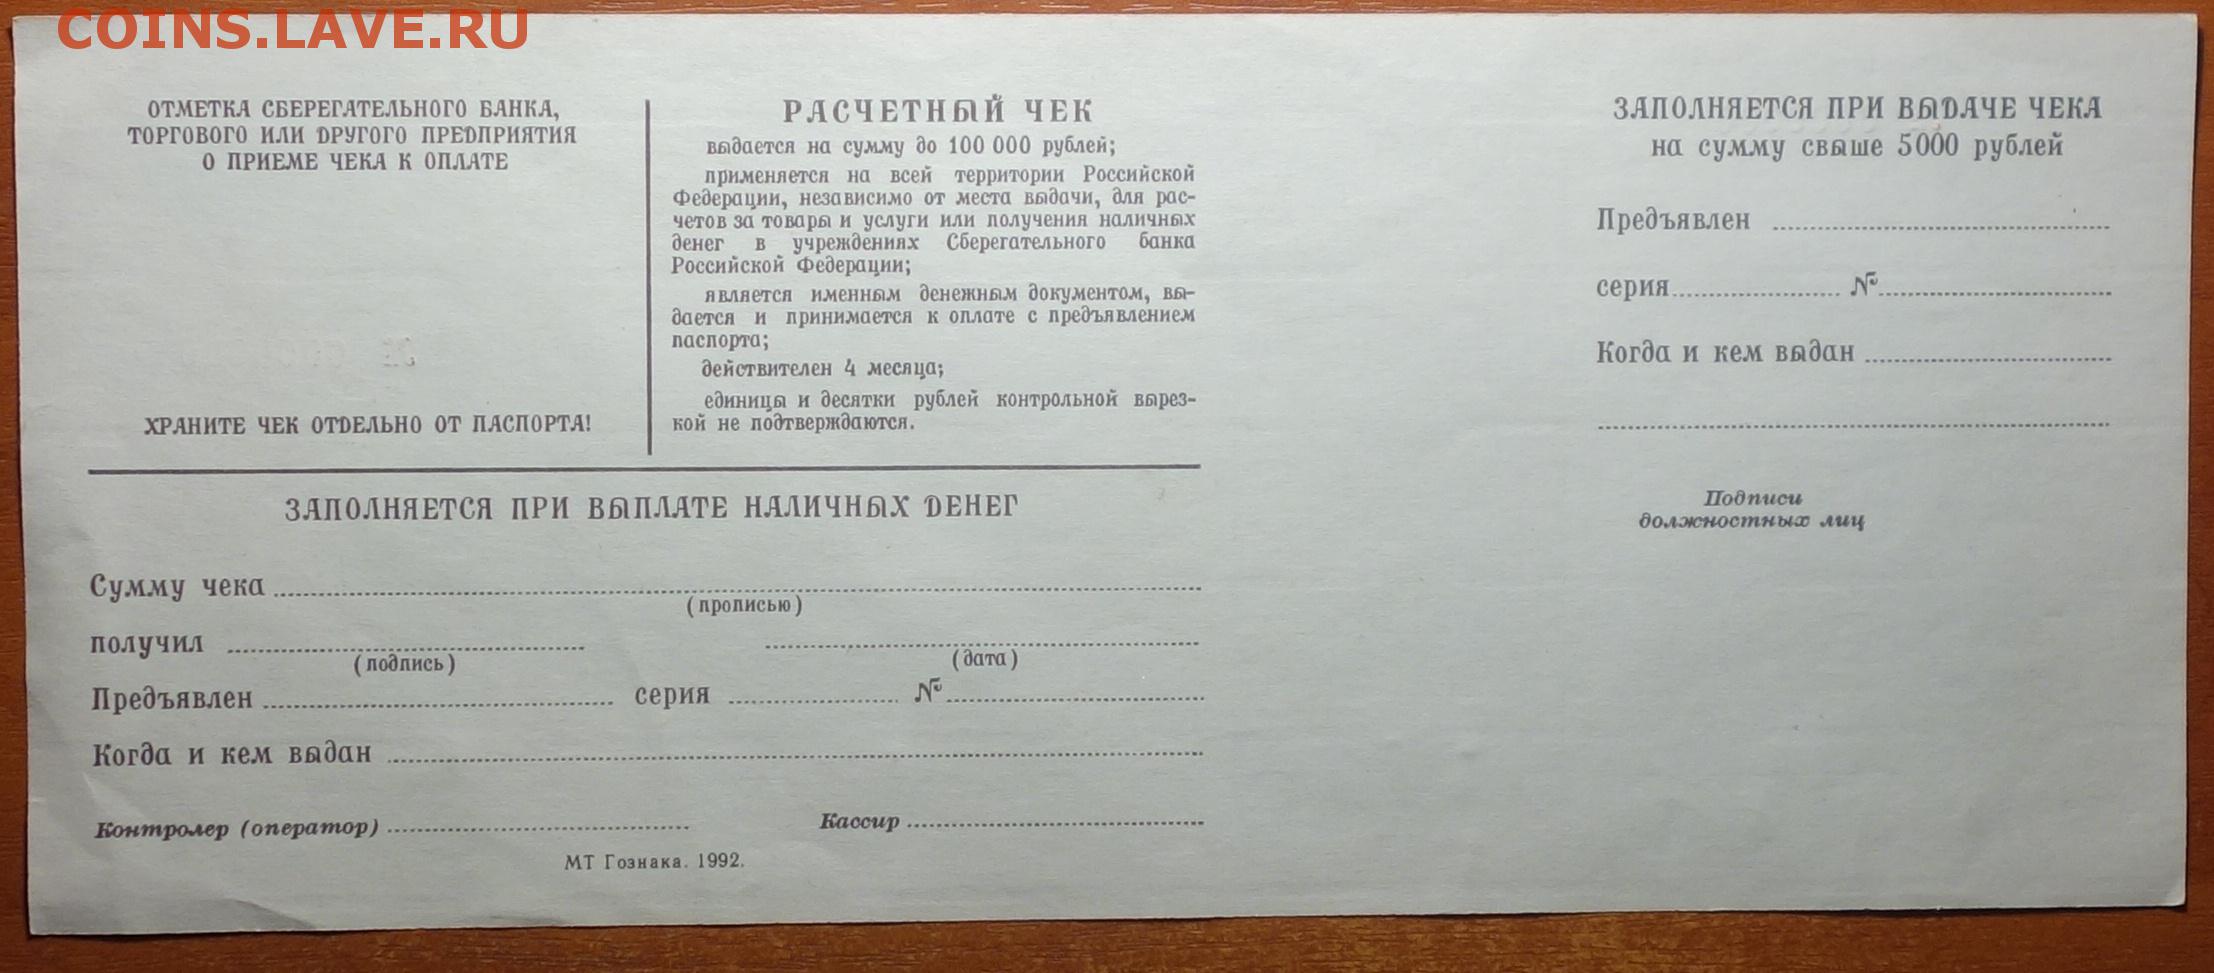 COINS.LAVE.RU
ОТМЕТКА СБЕРЕГАТЕЛЬНОГО БАНКА,
ТОРГОВОГО ИЛИ ДРУГОГО ПРЕДПРИЯТИЯ
О ПРИЕМЕ ЧЕКА К ОПЛАТЕ
ХРАНИТЕ ЧЕК ОТДЕЛЬНО ОТ ПАСПОРТА!
РАСЧЕТНЫЙ ЧЕК
выдается на сумму до 100 000 рублей;
применяется на всей территории Российской
Федерации, независимо от места выдачи, для рас-
четов за товары и услуги или получения наличных
денег в учреждениях Сберегательного банка
Российской Федерации;
является именным денежным документом, вы-
дается и принимается к оплате с предъявлением
паспорта;
действителен 4 месяца;
единицы и десятки рублей контрольной вырез-
кой не подтверждаются.
ЗАПОЛНЯЕТСЯ ПРИ ВЫПЛАТЕ НАЛИЧНЫХ ДЕНЕГ
Сумму чека
(прописью)
получил
(подпись) (дата)
Предъявлен серия №
Когда и кем выдан
Контролер (оператор) Кассир
МТ Гознака. 1992.
ЗАПОЛНЯЕТСЯ ПРИ ВЫДАЧЕ ЧЕКА
на сумму свыше 5000 рублей
Предъявлен
серия №
Когда и кем выдан
Подписи
должностных лиц